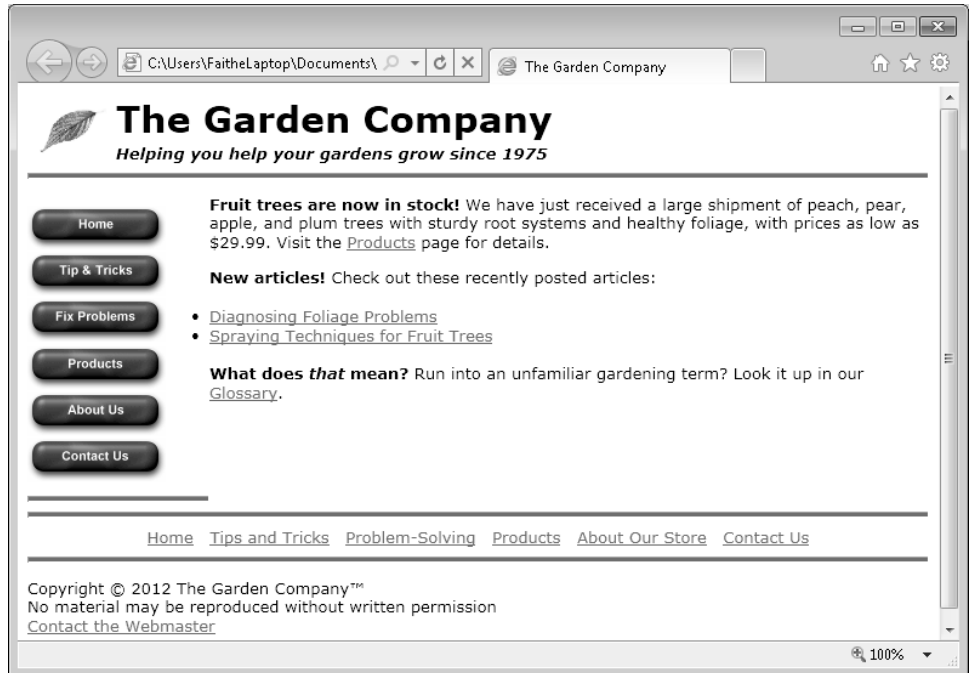 C:\Users\FaitheLaptop\Documents\
The Garden Company
The Garden Company
Helping you help your gardens grow since 1975
Home
Tip & Tricks
Fix Problems
Products
About Us
Contact Us
Fruit trees are now in stock! We have just received a large shipment of peach, pear,
apple, and plum trees with sturdy root systems and healthy foliage, with prices as low as
$29.99. Visit the Products page for details.
New articles! Check out these recently posted articles:
• Diagnosing Foliage Problems
• Spraying Techniques for Fruit Trees
What does that mean? Run into an unfamiliar gardening term? Look it up in our
Glossary.
Home Tips and Tricks Problem-Solving Products About Our Store Contact Us
Copyright © 2012 The Garden Company™
No material may be reproduced without written permission
Contact the Webmaster
100%